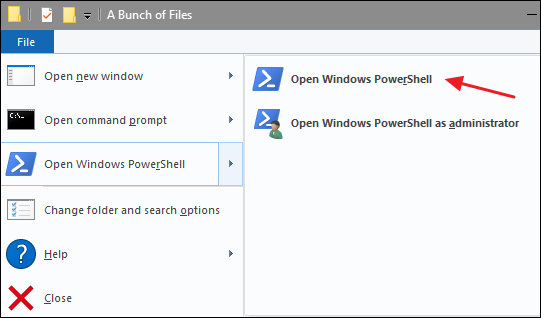 A Bunch of Files
File
Open new window
Open command prompt
Open Windows PowerShell
Change folder and search options
Help
Close
Open Windows PowerShell
Open Windows PowerShell as administrator